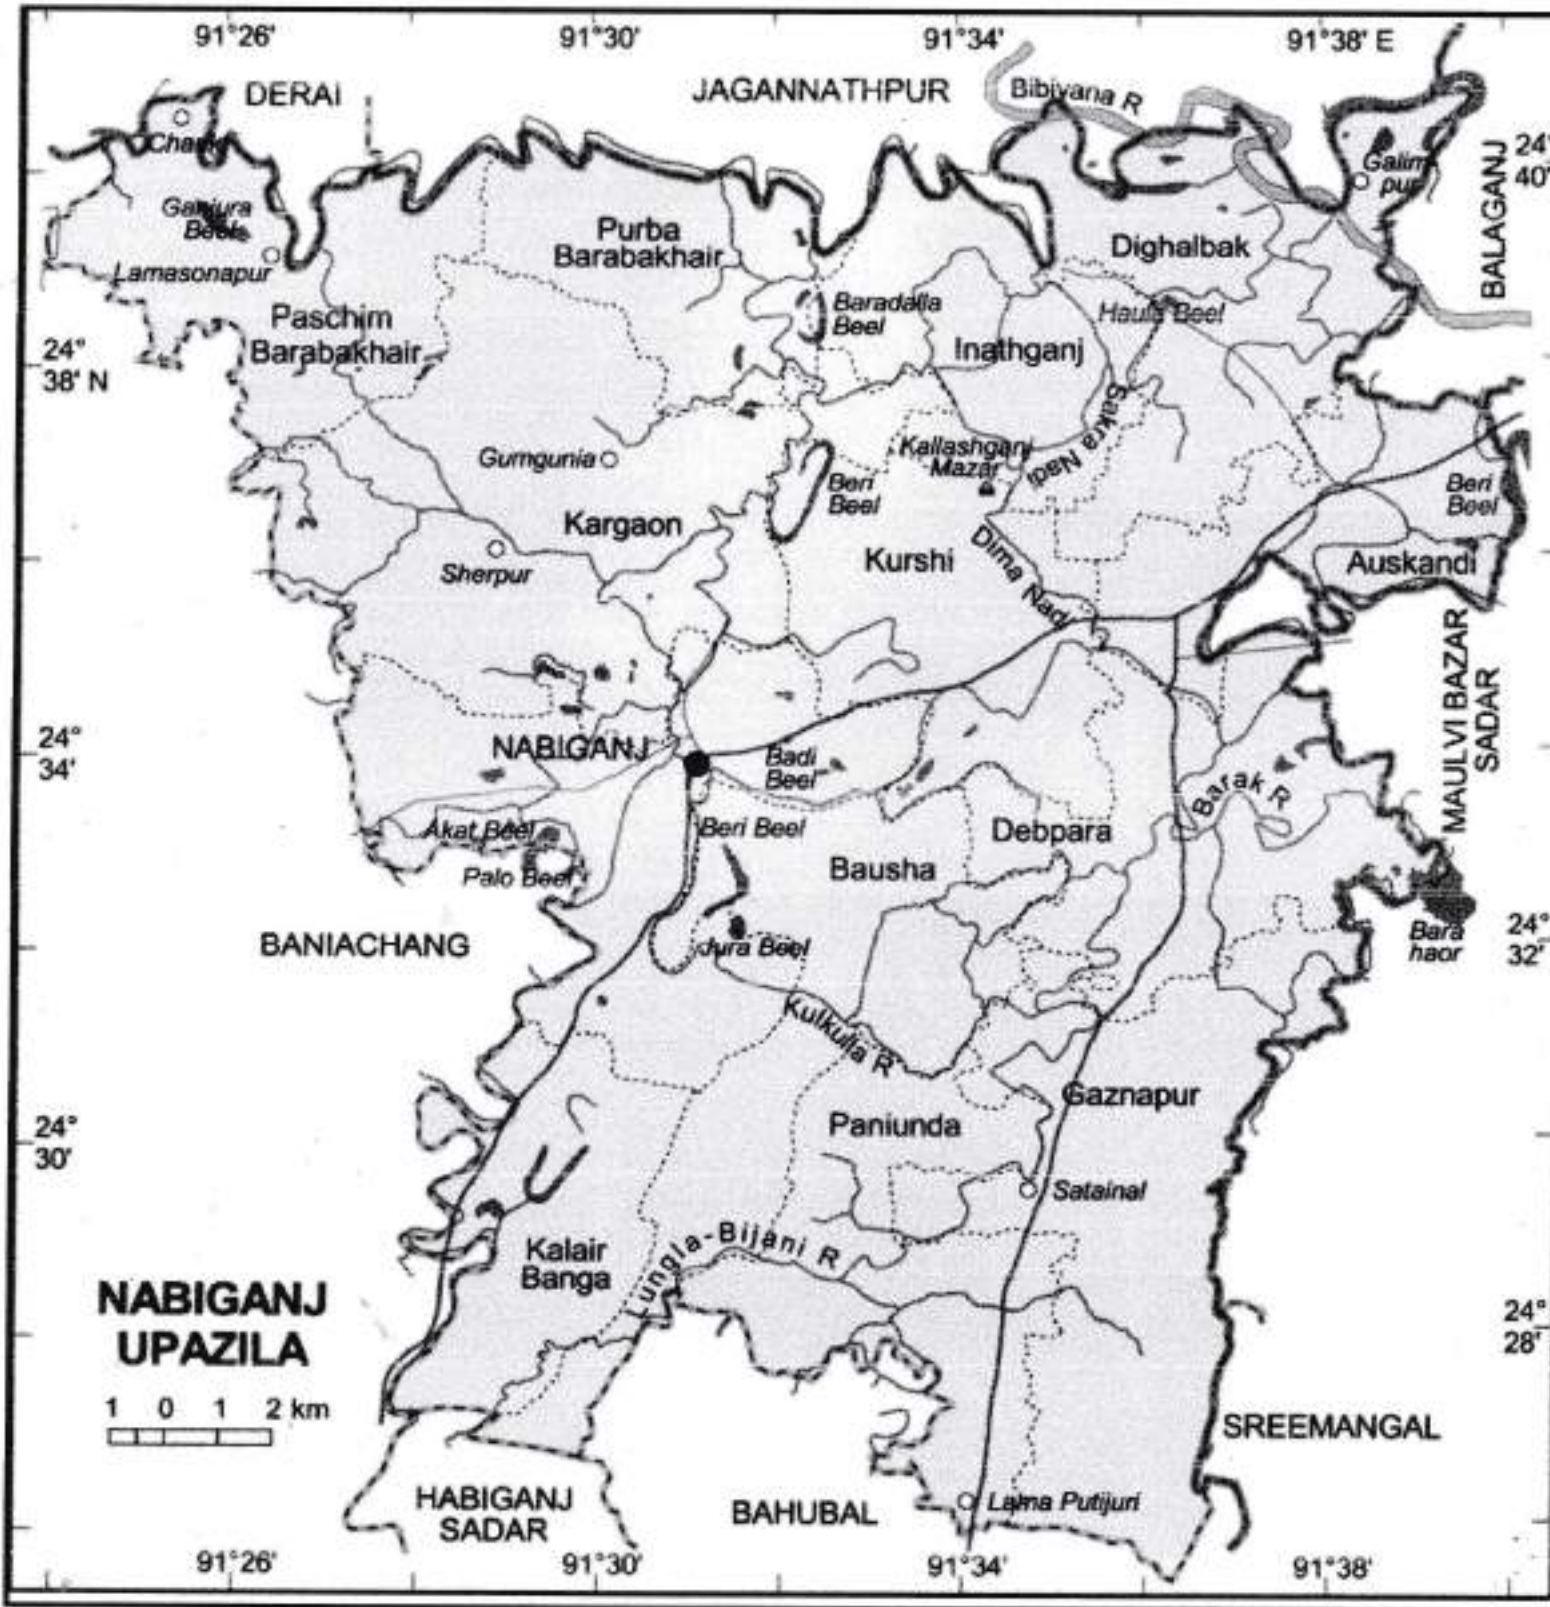 91°26' 91°30' 91°34' 91°38' E
DERAI
JAGANNATHPUR
Bibiyana R
24°
40'
BALAGANJ
Galim
pur
Ganjura
Beel
Lamasonapur
Purba
Barabakhair
Dighalbak
Paschim
Barabakhair
Baradalla
Beel
Haula Beel
Inathganj
24°
38' N
Sakra Nadi
Gumgunia
Kallashganj
Mazar
Beri
Beel
Beri
Beel
Kargaon
Kurshi
Dima Nadi
Auskandi
Sherpur
MAULVI BAZAR
SADAR
24°
34'
NABIGANJ
Badi
Beel
Barak R
Akat Beel
Beri Beel
Debpara
Palo Beel
Bausha
BANIACHANG
Jura Beel
Bara
haor
24°
32'
Kulkulla R
Gaznapur
24°
30'
Paniunda
Satainal
Kalair
Banga
Lungla-Bijani R
NABIGANJ
UPAZILA
24°
28'
1 0 1 2 km
SREEMANGAL
HABIGANJ
SADAR
BAHUBAL
Lama Putijuri
91°26' 91°30' 91°34' 91°38'